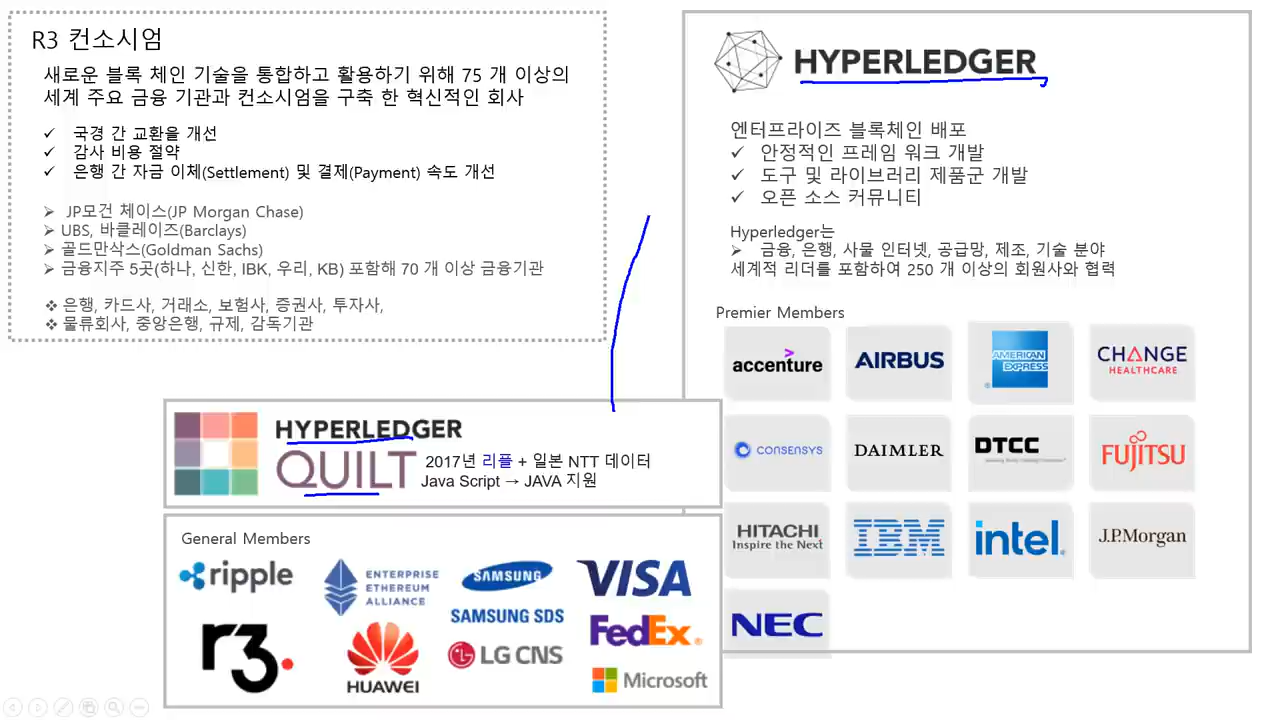 R3 컨소시엄
새로운 블록 체인 기술을 통합하고 활용하기 위해 75 개 이상의
세계 주요 금융 기관과 컨소시엄을 구축 한 혁신적인 회사
✓ 국경 간 교환율 개선
✓ 감사 비용 절약
✓ 은행 간 자금 이체(Settlement) 및 결제(Payment) 속도 개선
➢ JP모건 체이스(JP Morgan Chase)
➢ UBS, 바클레이즈(Barclays)
➢ 골드만삭스(Goldman Sachs)
➢ 금융지주 5곳(하나, 신한, IBK, 우리, KB) 포함해 70 개 이상 금융기관
❖ 은행, 카드사, 거래소, 보험사, 증권사, 투자사,
❖ 물류회사, 중앙은행, 규제, 감독기관
HYPERLEDGER
QUILT
2017년 리플 + 일본 NTT 데이터
Java Script → JAVA 지원
General Members
ripple
ENTERPRISE
ETHEREUM
ALLIANCE
SAMSUNG
SAMSUNG SDS
VISA
r3.
HUAWEI
LG CNS
FedEx.
Microsoft
HYPERLEDGER
엔터프라이즈 블록체인 배포
✓ 안정적인 프레임 워크 개발
✓ 도구 및 라이브러리 제품군 개발
✓ 오픈 소스 커뮤니티
Hyperledger는
➢ 금융, 은행, 사물 인터넷, 공급망, 제조, 기술 분야
세계적 리더를 포함하여 250 개 이상의 회원사와 협력
Premier Members
accenture
AIRBUS
AMERICAN
EXPRESS
CHANGE
HEALTHCARE
CONSENSYS
DAIMLER
DTCC
FUJITSU
HITACHI
Inspire the Next
IBM
intel.
J.P.Morgan
NEC